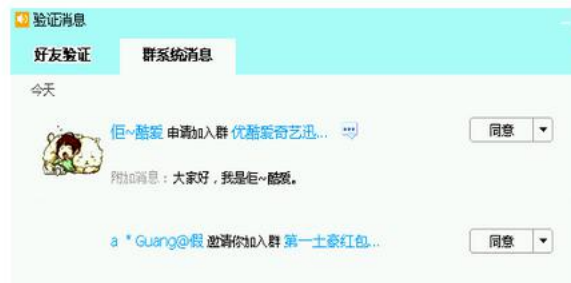 验证消息
好友验证 群系统消息
今天
佢~酷爱 申请加入群 优酷爱奇艺迅... 同意
附加消息：大家好，我是佢~酷爱。
a * Guang@假 邀请你加入群 第一土豪红包... 同意